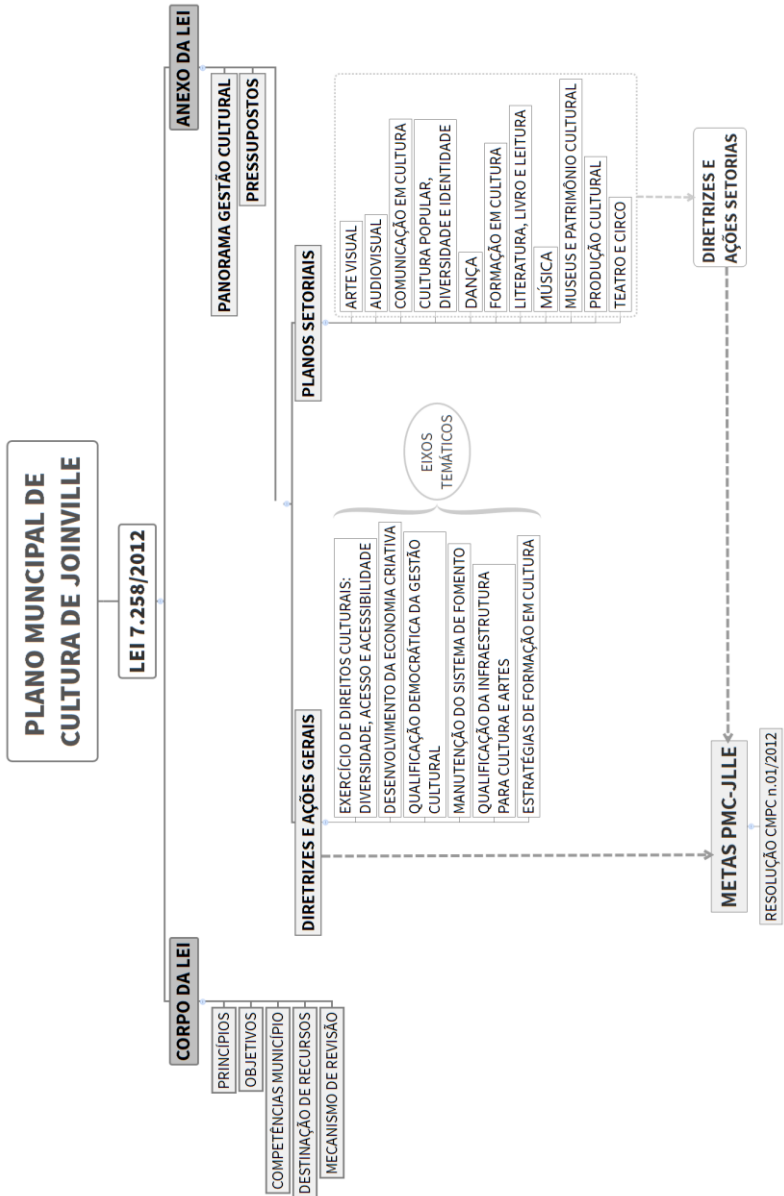 PLANO MUNCIPAL DE
CULTURA DE JOINVILLE
LEI 7.258/2012
CORPO DA LEI
PRINCÍPIOS
OBJETIVOS
COMPETÊNCIAS MUNICÍPIO
DESTINAÇÃO DE RECURSOS
MECANISMO DE REVISÃO
ANEXO DA LEI
PANORAMA GESTÃO CULTURAL
PRESSUPOSTOS
DIRETRIZES E AÇÕES GERAIS
EXERCÍCIO DE DIREITOS CULTURAIS:
DIVERSIDADE, ACESSO E ACESSIBILIDADE
DESENVOLVIMENTO DA ECONOMIA CRIATIVA
QUALIFICAÇÃO DEMOCRÁTICA DA GESTÃO
CULTURAL
MANUTENÇÃO DO SISTEMA DE FOMENTO
QUALIFICAÇÃO DA INFRAESTRUTURA
PARA CULTURA E ARTES
ESTRATÉGIAS DE FORMAÇÃO EM CULTURA
EIXOS
TEMÁTICOS
PLANOS SETORIAIS
ARTE VISUAL
AUDIOVISUAL
COMUNICAÇÃO EM CULTURA
CULTURA POPULAR,
DIVERSIDADE E IDENTIDADE
DANÇA
FORMAÇÃO EM CULTURA
LITERATURA, LIVRO E LEITURA
MÚSICA
MUSEUS E PATRIMÔNIO CULTURAL
PRODUÇÃO CULTURAL
TEATRO E CIRCO
DIRETRIZES E
AÇÕES SETORIAS
METAS PMC-JLLE
RESOLUÇÃO CMPC n.01/2012